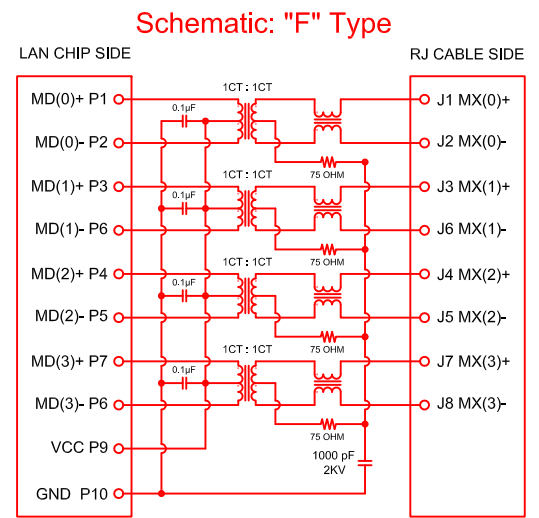 Schematic: "F" Type
LAN CHIP SIDE
RJ CABLE SIDE
1CT : 1CT
MD(0)+ P1
0.1µF
J1 MX(0)+
MD(0)- P2
J2 MX(0)-
75 OHM
1CT : 1CT
MD(1)+ P3
0.1µF
J3 MX(1)+
MD(1)- P6
J6 MX(1)-
75 OHM
1CT : 1CT
MD(2)+ P4
0.1µF
J4 MX(2)+
MD(2)- P5
J5 MX(2)-
75 OHM
1CT : 1CT
MD(3)+ P7
0.1µF
J7 MX(3)+
MD(3)- P6
J8 MX(3)-
75 OHM
VCC P9
1000 pF
2KV
GND P10